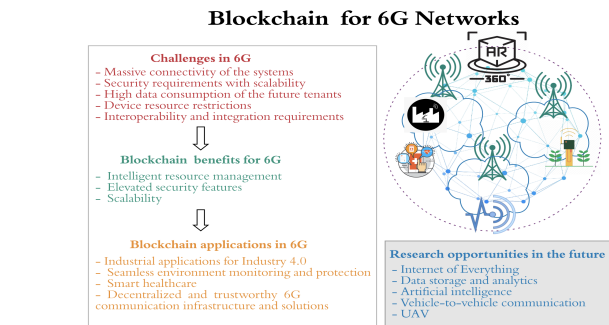 Blockchain for 6G Networks
Challenges in 6G
- Massive connectivity of the systems
- Security requirements with scalability
- High data consumption of the future tenants
- Device resource restrictions
- Interoperability and integration requirements
Blockchain benefits for 6G
- Intelligent resource management
- Elevated security features
- Scalability
Blockchain applications in 6G
- Industrial applications for Industry 4.0
- Seamless environment monitoring and protection
- Smart healthcare
- Decentralized and trustworthy 6G
communication infrastructure and solutions
AR
360°
Research opportunities in the future
- Internet of Everything
- Data storage and analytics
- Artificial intelligence
- Vehicle-to-vehicle communication
- UAV